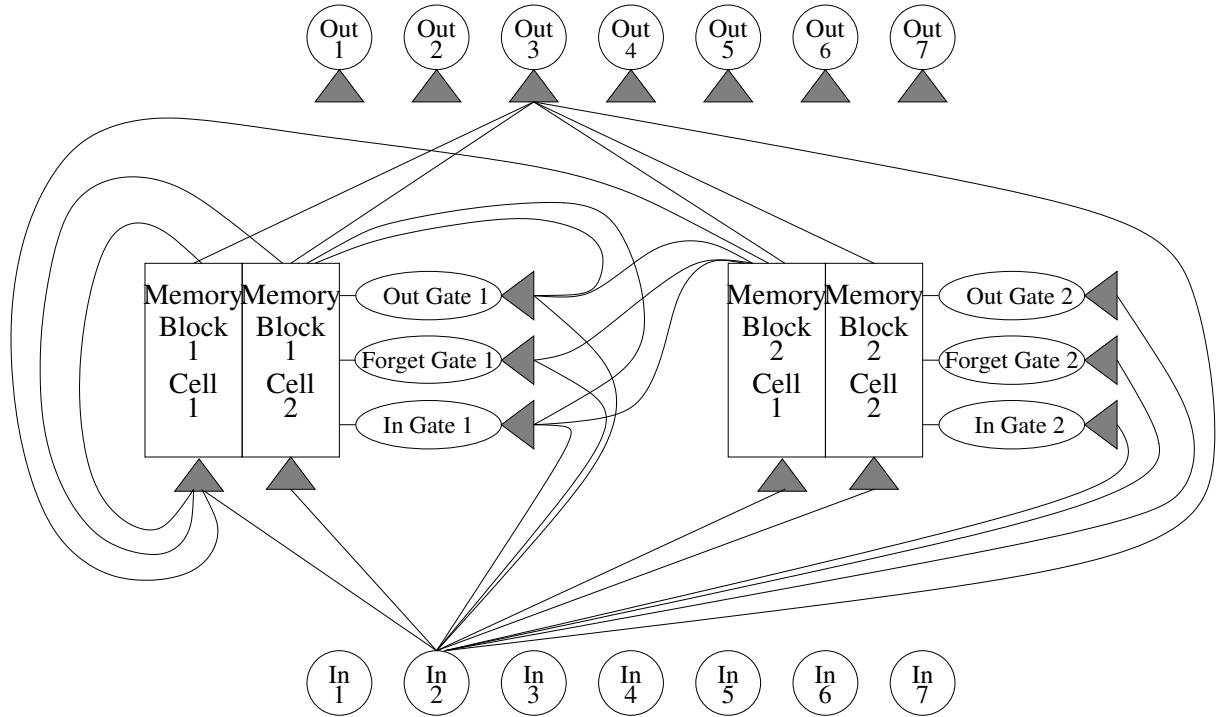 Out
1
Out
2
Out
3
Out
4
Out
5
Out
6
Out
7
Memory
Block
1
Cell
1
Memory
Block
1
Cell
2
Out Gate 1
Forget Gate 1
In Gate 1
Memory
Block
2
Cell
1
Memory
Block
2
Cell
2
Out Gate 2
Forget Gate 2
In Gate 2
In
1
In
2
In
3
In
4
In
5
In
6
In
7